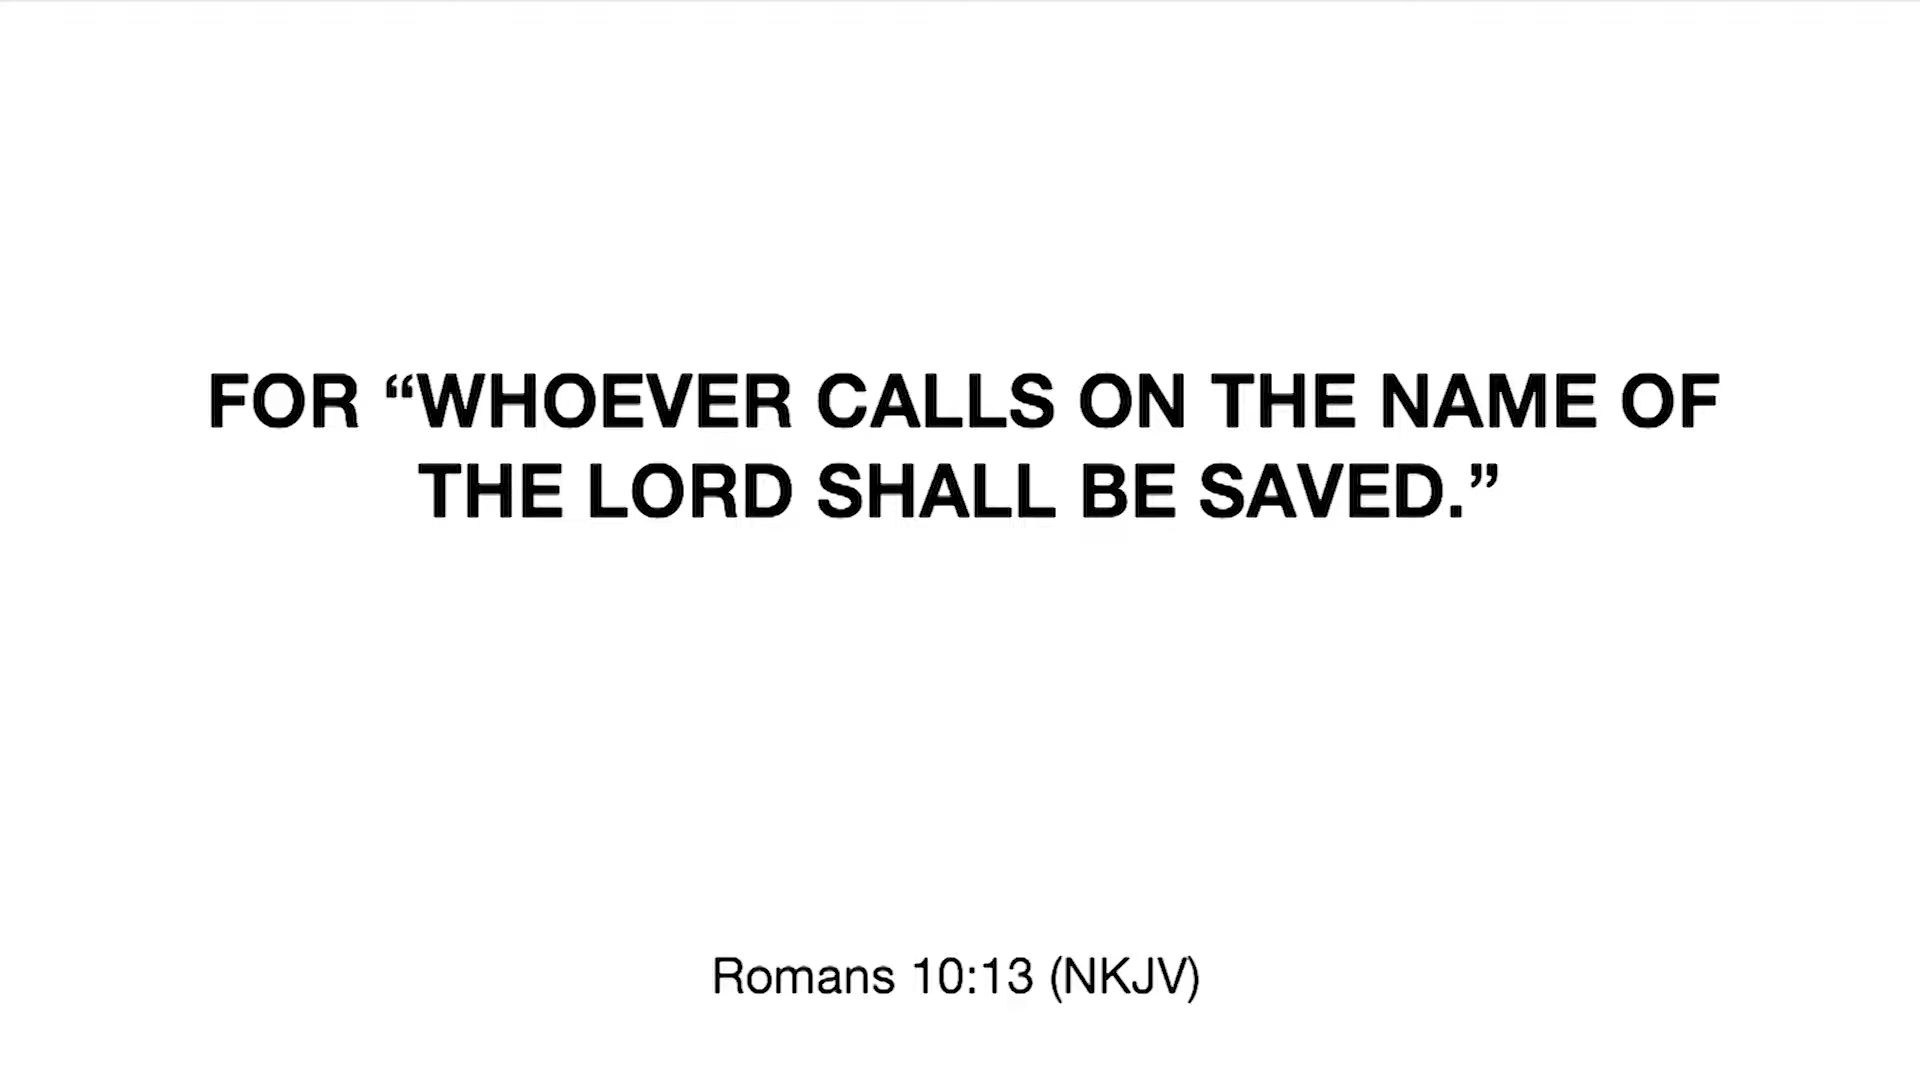 FOR “WHOEVER CALLS ON THE NAME OF
THE LORD SHALL BE SAVED.”
Romans 10:13 (NKJV)